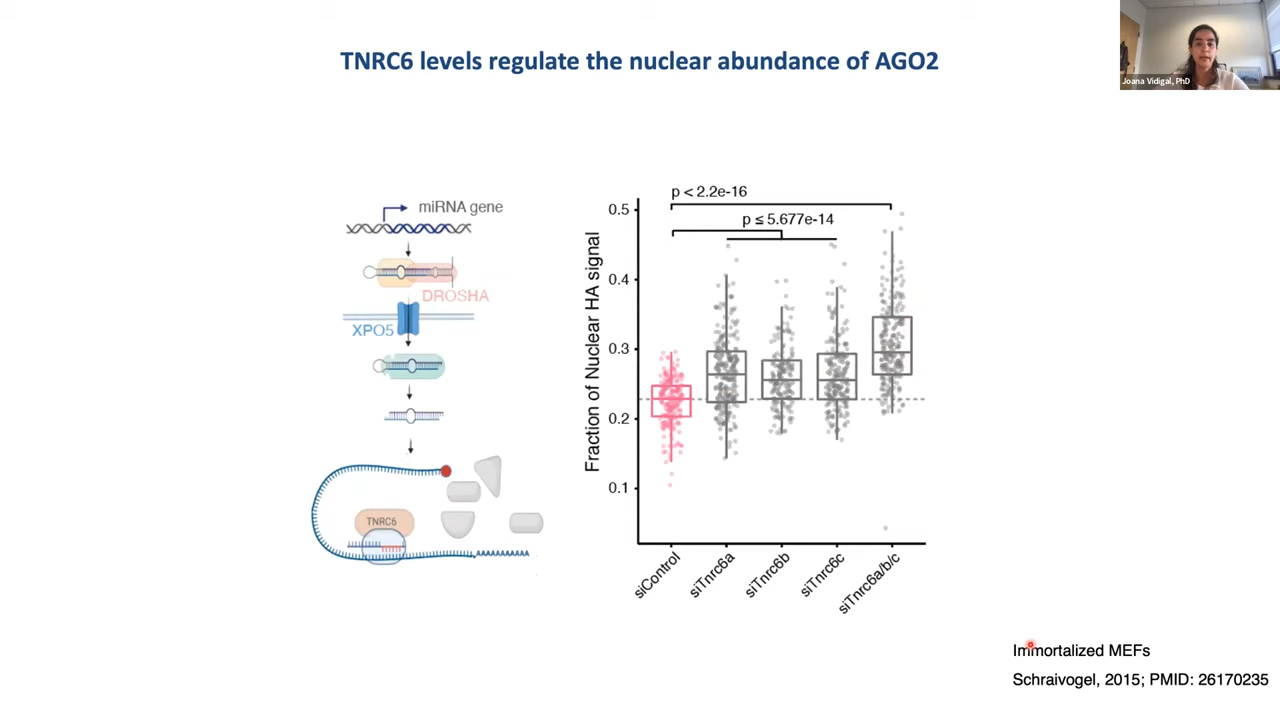 TNRC6 levels regulate the nuclear abundance of AGO2
Joana Vidigal, PhD
miRNA gene
DROSHA
XPO5
TNRC6
p < 2.2e-16
p ≤ 5.677e-14
Fraction of Nuclear HA signal
0.5
0.4
0.3
0.2
0.1
siControl
siTnrc6a
siTnrc6b
siTnrc6c
siTnrc6a/b/c
Immortalized MEFs
Schraivogel, 2015; PMID: 26170235